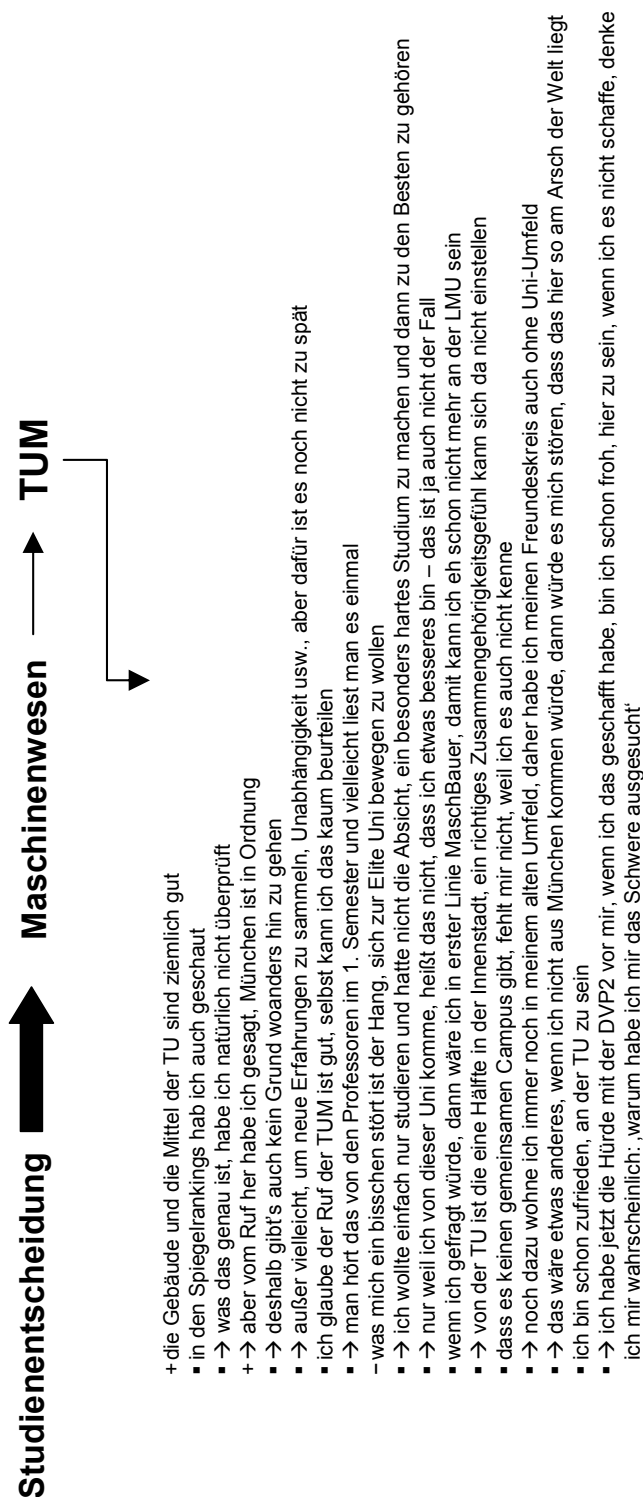 Studienentscheidung → Maschinenwesen → TUM
+ die Gebäude und die Mittel der TU sind ziemlich gut
▪ in den Spiegelrankings hab ich auch geschaut
▪ → was das genau ist, habe ich natürlich nicht überprüft
+ → aber vom Ruf her habe ich gesagt, München ist in Ordnung
▪ → deshalb gibt's auch kein Grund woanders hin zu gehen
▪ → außer vielleicht, um neue Erfahrungen zu sammeln, Unabhängigkeit usw., aber dafür ist es noch nicht zu spät
▪ ich glaube der Ruf der TUM ist gut, selbst kann ich das kaum beurteilen
▪ → man hört das von den Professoren im 1. Semester und vielleicht liest man es einmal
– was mich ein bisschen stört ist der Hang, sich zur Elite Uni bewegen zu wollen
▪ → ich wollte einfach nur studieren und hatte nicht die Absicht, ein besonders hartes Studium zu machen und dann zu den Besten zu gehören
▪ → nur weil ich von dieser Uni komme, heißt das nicht, dass ich etwas besseres bin – das ist ja auch nicht der Fall
▪ wenn ich gefragt würde, dann wäre ich in erster Linie MaschBauer, damit kann ich eh schon nicht mehr an der LMU sein
▪ → von der TU ist die eine Hälfte in der Innenstadt, ein richtiges Zusammengehörigkeitsgefühl kann sich da nicht einstellen
▪ dass es keinen gemeinsamen Campus gibt, fehlt mir nicht, weil ich es auch nicht kenne
▪ → noch dazu wohne ich immer noch in meinem alten Umfeld, daher habe ich meinen Freundeskreis auch ohne Uni-Umfeld
▪ → das wäre etwas anderes, wenn ich nicht aus München kommen würde, dann würde es mich stören, dass das hier so am Arsch der Welt liegt
▪ ich bin schon zufrieden, an der TU zu sein
▪ → ich habe jetzt die Hürde mit der DVP2 vor mir, wenn ich das geschafft habe, bin ich schon froh, hier zu sein, wenn ich es nicht schaffe, denke
ich mir wahrscheinlich: ‚warum habe ich mir das Schwere ausgesucht‘